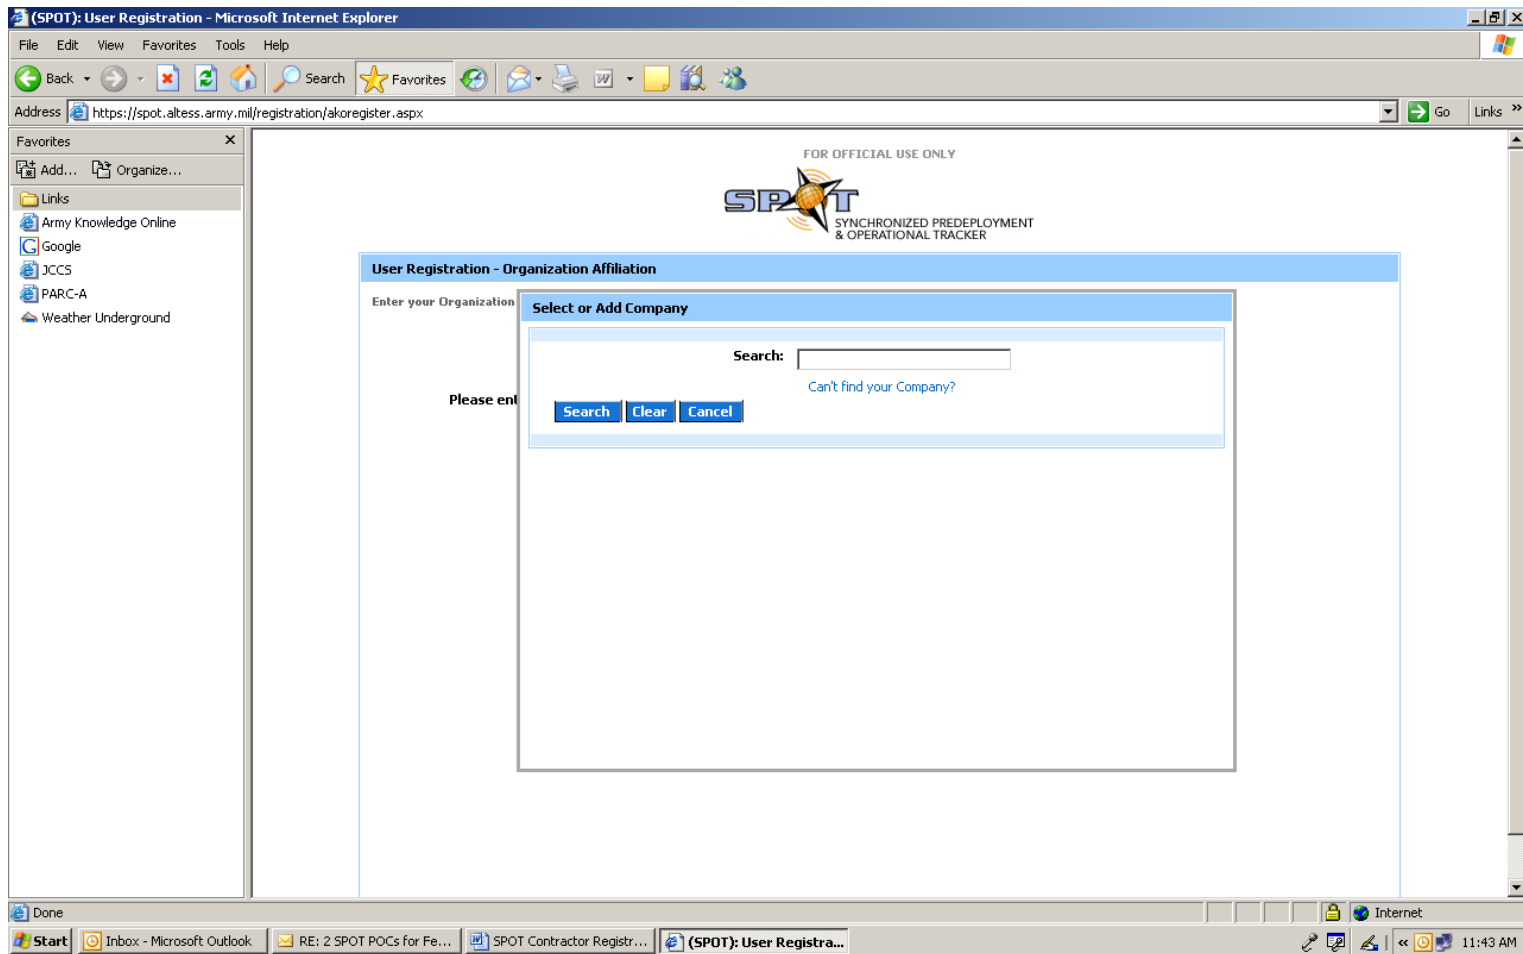 (SPOT): User Registration - Microsoft Internet Explorer
File Edit View Favorites Tools Help
Back Search Favorites
Address https://spot.altess.army.mil/registration/akoregister.aspx Go Links »
Favorites x
Add... Organize...
Links
Army Knowledge Online
Google
JCCS
PARC-A
Weather Underground
FOR OFFICIAL USE ONLY
SPOT
SYNCHRONIZED PREDEPLOYMENT
& OPERATIONAL TRACKER
User Registration - Organization Affiliation
Enter your Organization
Select or Add Company
Search:
Can't find your Company?
Please ent
Search Clear Cancel
Done Internet
Start Inbox - Microsoft Outlook RE: 2 SPOT POCs for Fe... SPOT Contractor Registr... (SPOT): User Registra... « 11:43 AM